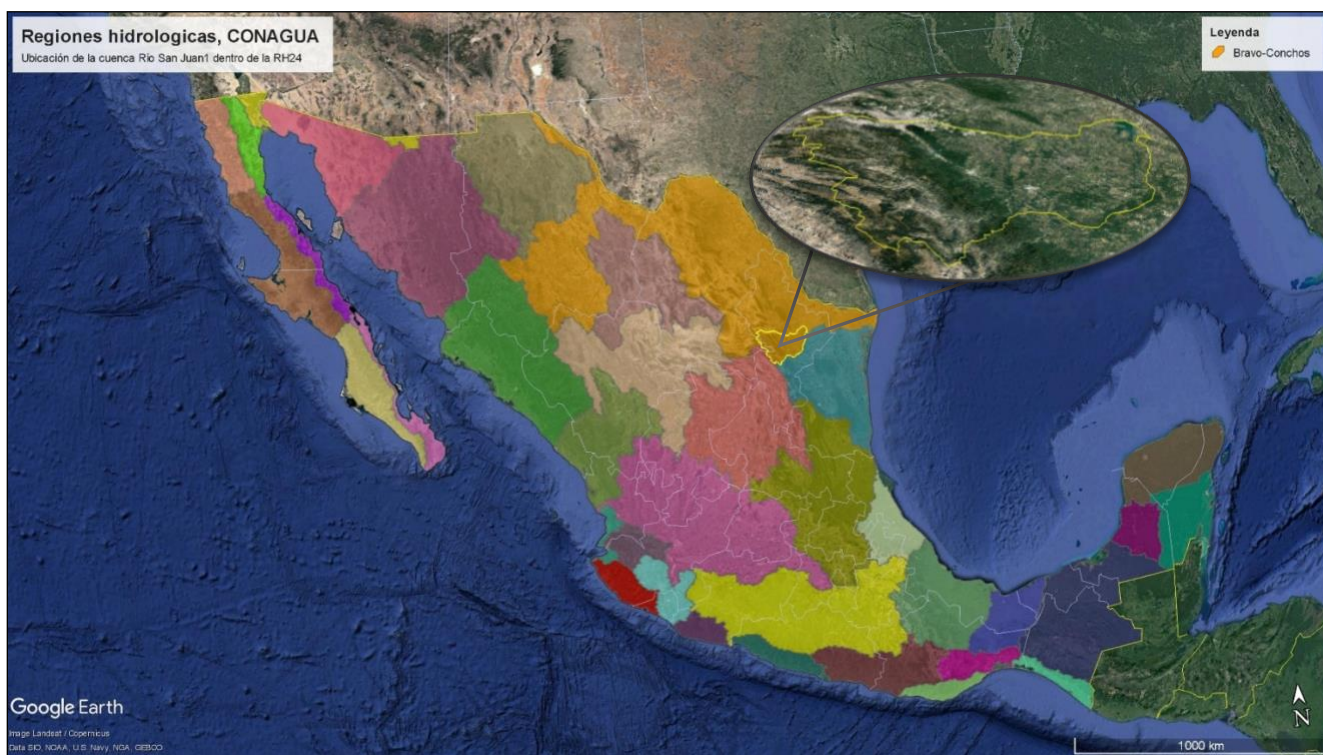 Regiones hidrologicas, CONAGUA
Ubicación de la cuenca Río San Juan1 dentro de la RH24
Leyenda
Bravo-Conchos
Google Earth
Image Landsat / Copernicus
Data SIO, NOAA, U.S. Navy, NGA, GEBCO
N
1000 km